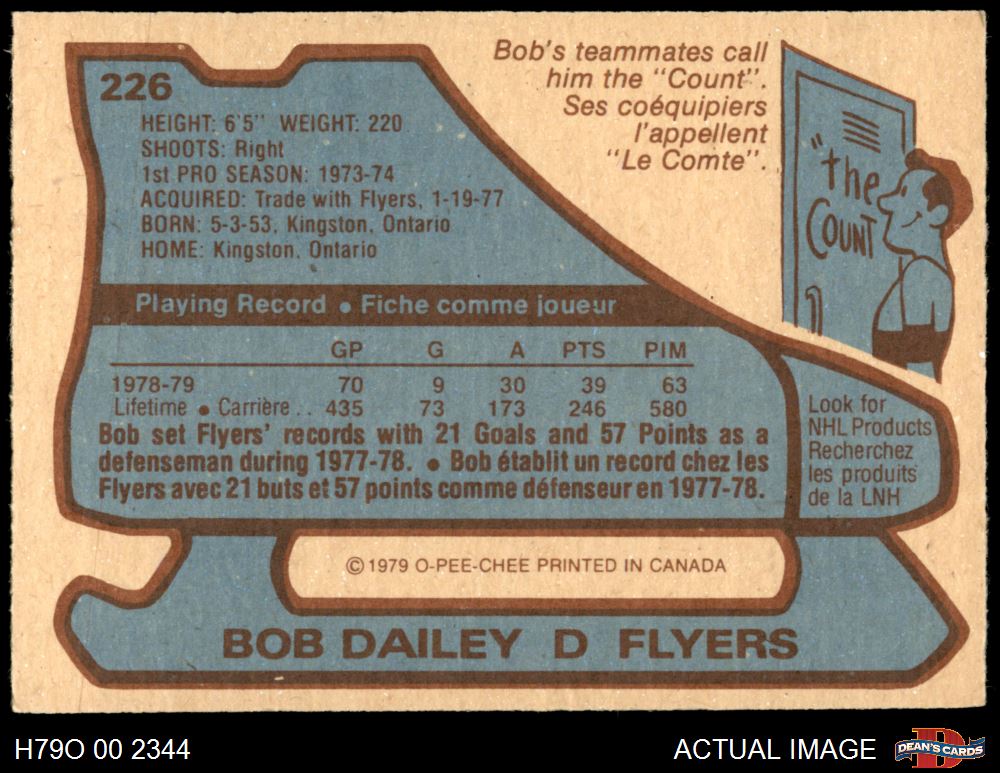 226
Bob's teammates call
him the "Count".
Ses coéquipiers
l'appellent
"Le Comte".
"the
COUNT
HEIGHT: 6'5" WEIGHT: 220
SHOOTS: Right
1st PRO SEASON: 1973-74
ACQUIRED: Trade with Flyers, 1-19-77
BORN: 5-3-53, Kingston, Ontario
HOME: Kingston, Ontario
Playing Record • Fiche comme joueur
GP G A PTS PIM
1978-79 70 9 30 39 63
Lifetime • Carrière .. 435 73 173 246 580
Bob set Flyers' records with 21 Goals and 57 Points as a
defenseman during 1977-78. • Bob établit un record chez les
Flyers avec 21 buts et 57 points comme défenseur en 1977-78.
Look for
NHL Products
Recherchez
les produits
de la LNH
©1979 O-PEE-CHEE PRINTED IN CANADA
BOB DAILEY D FLYERS
H79O 00 2344
ACTUAL IMAGE
D
DEAN'S CARDS